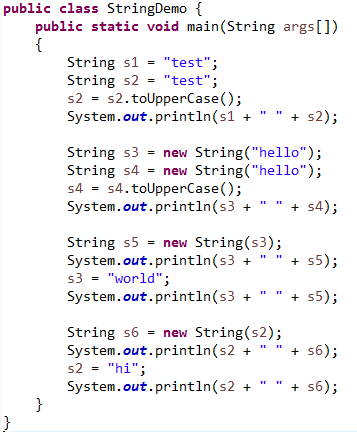 public class StringDemo {
    public static void main(String args[])
    {
        String s1 = "test";
        String s2 = "test";
        s2 = s2.toUpperCase();
        System.out.println(s1 + " " + s2);

        String s3 = new String("hello");
        String s4 = new String("hello");
        s4 = s4.toUpperCase();
        System.out.println(s3 + " " + s4);

        String s5 = new String(s3);
        System.out.println(s3 + " " + s5);
        s3 = "world";
        System.out.println(s3 + " " + s5);

        String s6 = new String(s2);
        System.out.println(s2 + " " + s6);
        s2 = "hi";
        System.out.println(s2 + " " + s6);
    }
}